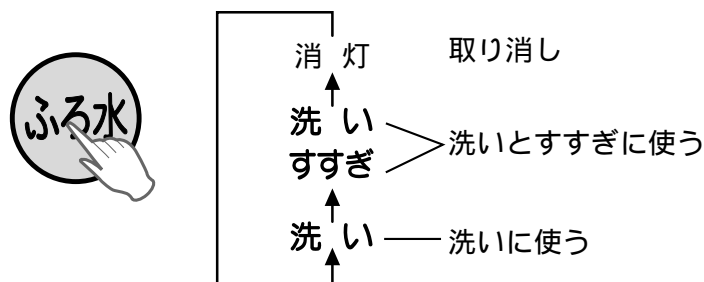 ふろ水
消 灯 取り消し
洗 い
すすぎ
洗いとすすぎに使う
洗 い 洗いに使う